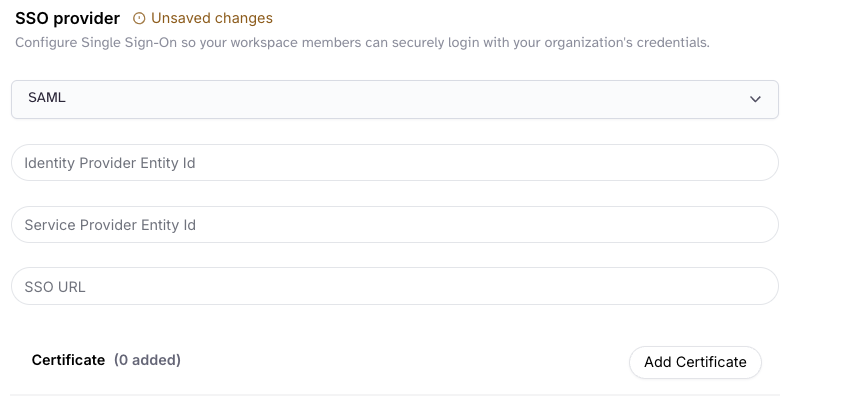 SSO provider Unsaved changes
Configure Single Sign-On so your workspace members can securely login with your organization's credentials.
SAML
Identity Provider Entity Id
Service Provider Entity Id
SSO URL
Certificate (0 added) Add Certificate